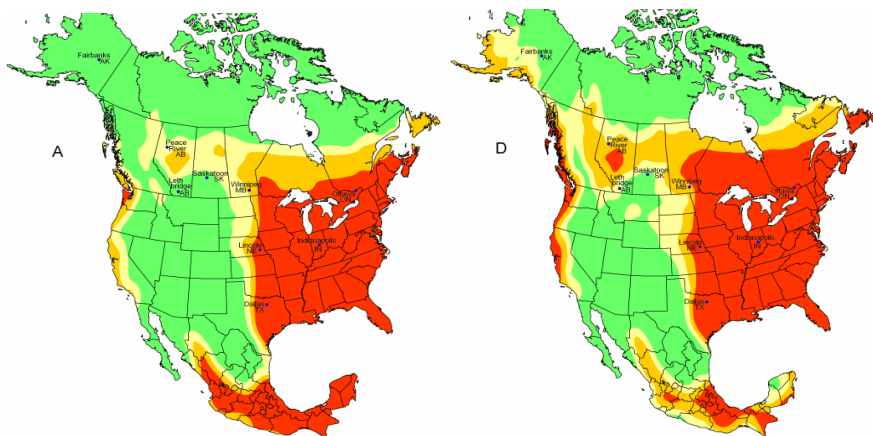 Fairbanks
AK
A
Peace
River
AB
Saskatoon
SK
Leth
bridge
AB
Winnipeg
MB
Ottawa
ON
Lincoln
NE
Indianapolis
IN
Dallas
TX
Fairbanks
AK
D
Peace
River
AB
Saskatoon
SK
Leth
bridge
AB
Winnipeg
MB
Ottawa
ON
Lincoln
NE
Indianapolis
IN
Dallas
TX